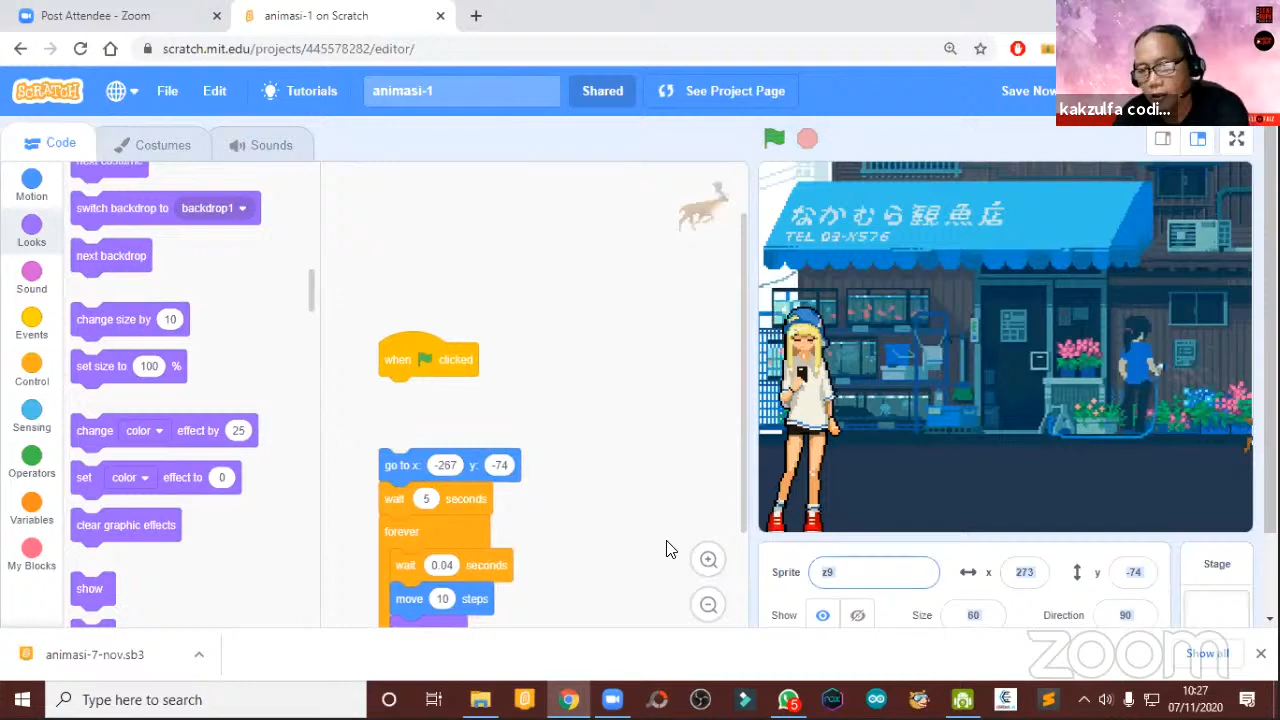 Post Attendee - Zoom
animasi-1 on Scratch
scratch.mit.edu/projects/445578282/editor/
SCRATCH
File
Edit
Tutorials
animasi-1
Shared
See Project Page
Save Now
kakzulfa codi...
Code
Costumes
Sounds
Motion
Looks
Sound
Events
Control
Sensing
Operators
Variables
My Blocks
next costume
switch backdrop to backdrop1
next backdrop
change size by 10
set size to 100 %
change color effect by 25
set color effect to 0
clear graphic effects
show
when clicked
go to x: -267 y: -74
wait 5 seconds
forever
wait 0.04 seconds
move 10 steps
なかむら観魚店
TEL 03-X576
Sprite z9 x 273 y -74
Show Size 60 Direction 90
Stage
animasi-7-nov.sb3
Show all
zoom
Type here to search
5
10:27
07/11/2020